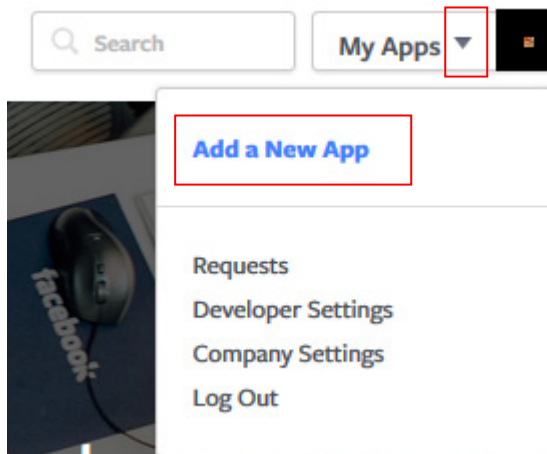 Search
My Apps
Add a New App
Requests
Developer Settings
Company Settings
Log Out
facebook